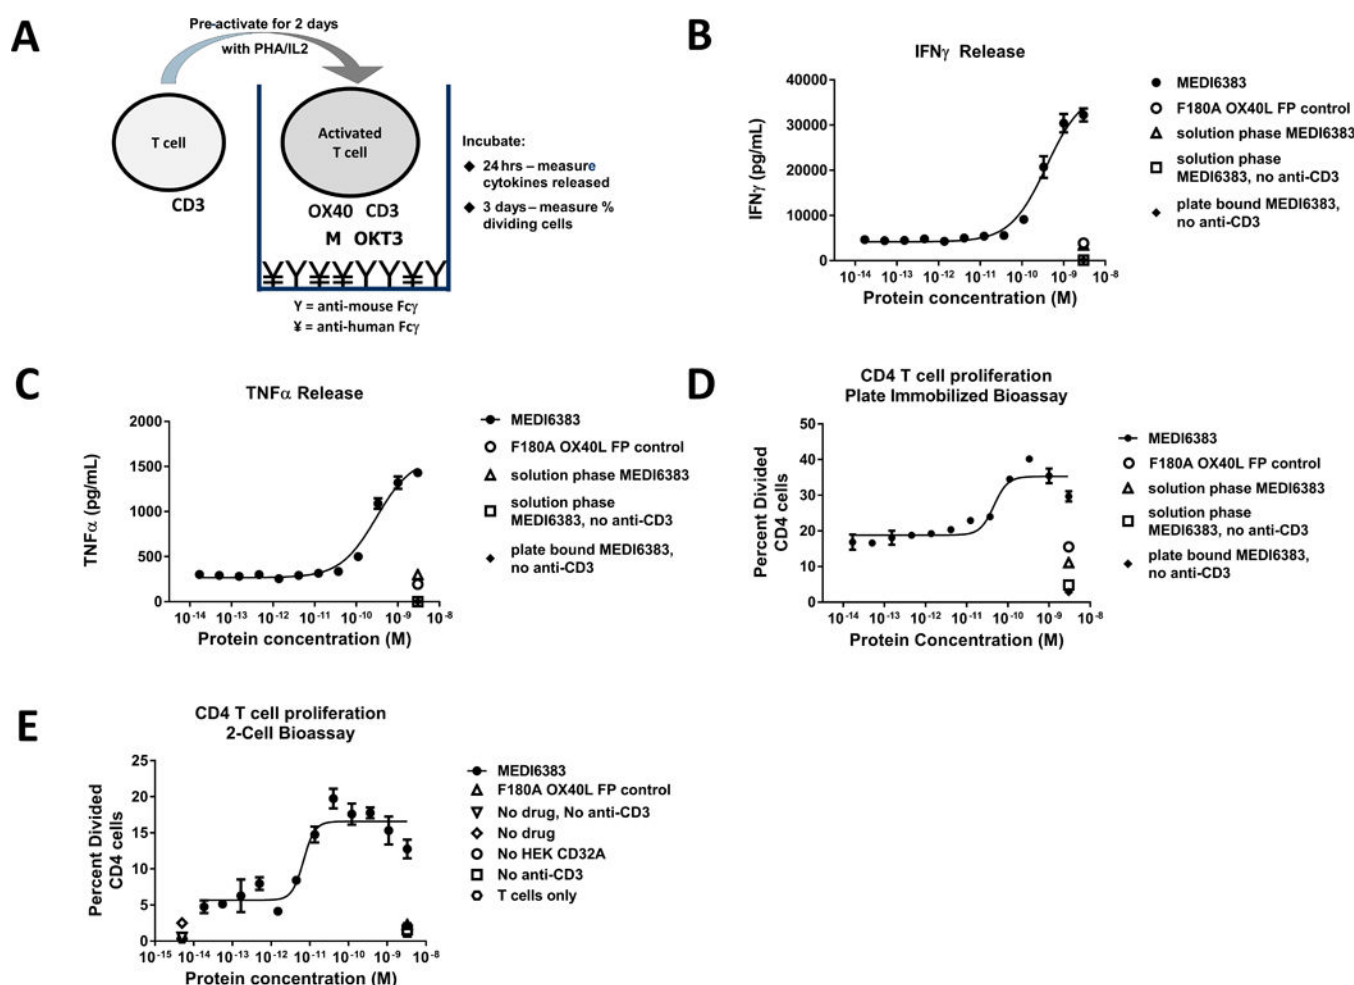 A
Pre-activate for 2 days
with PHA/IL2
T cell
CD3
Activated
T cell
OX40 CD3
M OKT3
Incubate:
24 hrs – measure
cytokines released
3 days – measure %
dividing cells
Y = anti-mouse Fcγ
¥ = anti-human Fcγ
B
IFNγ Release
IFNγ (pg/mL)
40000
30000
20000
10000
0
10⁻¹⁴ 10⁻¹³ 10⁻¹² 10⁻¹¹ 10⁻¹⁰ 10⁻⁹ 10⁻⁸
Protein concentration (M)
MEDI6383
F180A OX40L FP control
solution phase MEDI6383
solution phase
MEDI6383, no anti-CD3
plate bound MEDI6383,
no anti-CD3
C
TNFα Release
TNFα (pg/mL)
2000
1500
1000
500
0
10⁻¹⁴ 10⁻¹³ 10⁻¹² 10⁻¹¹ 10⁻¹⁰ 10⁻⁹ 10⁻⁸
Protein concentration (M)
MEDI6383
F180A OX40L FP control
solution phase MEDI6383
solution phase
MEDI6383, no anti-CD3
plate bound MEDI6383,
no anti-CD3
D
CD4 T cell proliferation
Plate Immobilized Bioassay
Percent Divided
CD4 cells
50
40
30
20
10
0
10⁻¹⁴ 10⁻¹³ 10⁻¹² 10⁻¹¹ 10⁻¹⁰ 10⁻⁹ 10⁻⁸
Protein Concentration (M)
MEDI6383
F180A OX40L FP control
solution phase MEDI6383
solution phase
MEDI6383, no anti-CD3
plate bound MEDI6383,
no anti-CD3
E
CD4 T cell proliferation
2-Cell Bioassay
Percent Divided
CD4 cells
25
20
15
10
5
0
10⁻¹⁵ 10⁻¹⁴ 10⁻¹³ 10⁻¹² 10⁻¹¹ 10⁻¹⁰ 10⁻⁹ 10⁻⁸
Protein concentration (M)
MEDI6383
F180A OX40L FP control
No drug, No anti-CD3
No drug
No HEK CD32A
No anti-CD3
T cells only